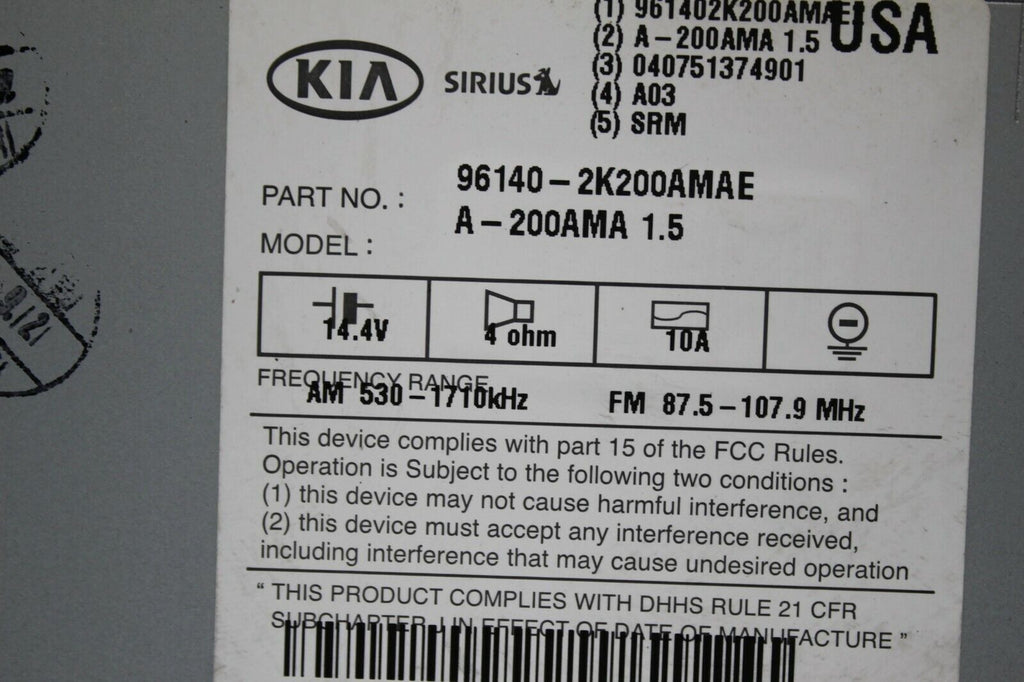 (1) 961402K200AMAE USA
(2) A-200AMA 1.5
(3) 040751374901
(4) A03
(5) SRM
KIA SIRIUS
PART NO. : 96140-2K200AMAE
MODEL : A-200AMA 1.5
14.4V 4 ohm 10A
FREQUENCY RANGE
AM 530-1710kHz FM 87.5-107.9 MHz
This device complies with part 15 of the FCC Rules.
Operation is Subject to the following two conditions :
(1) this device may not cause harmful interference, and
(2) this device must accept any interference received,
including interference that may cause undesired operation
“ THIS PRODUCT COMPLIES WITH DHHS RULE 21 CFR
SUBCHAPTER J IN EFFECT OF DATE OF MANUFACTURE ”